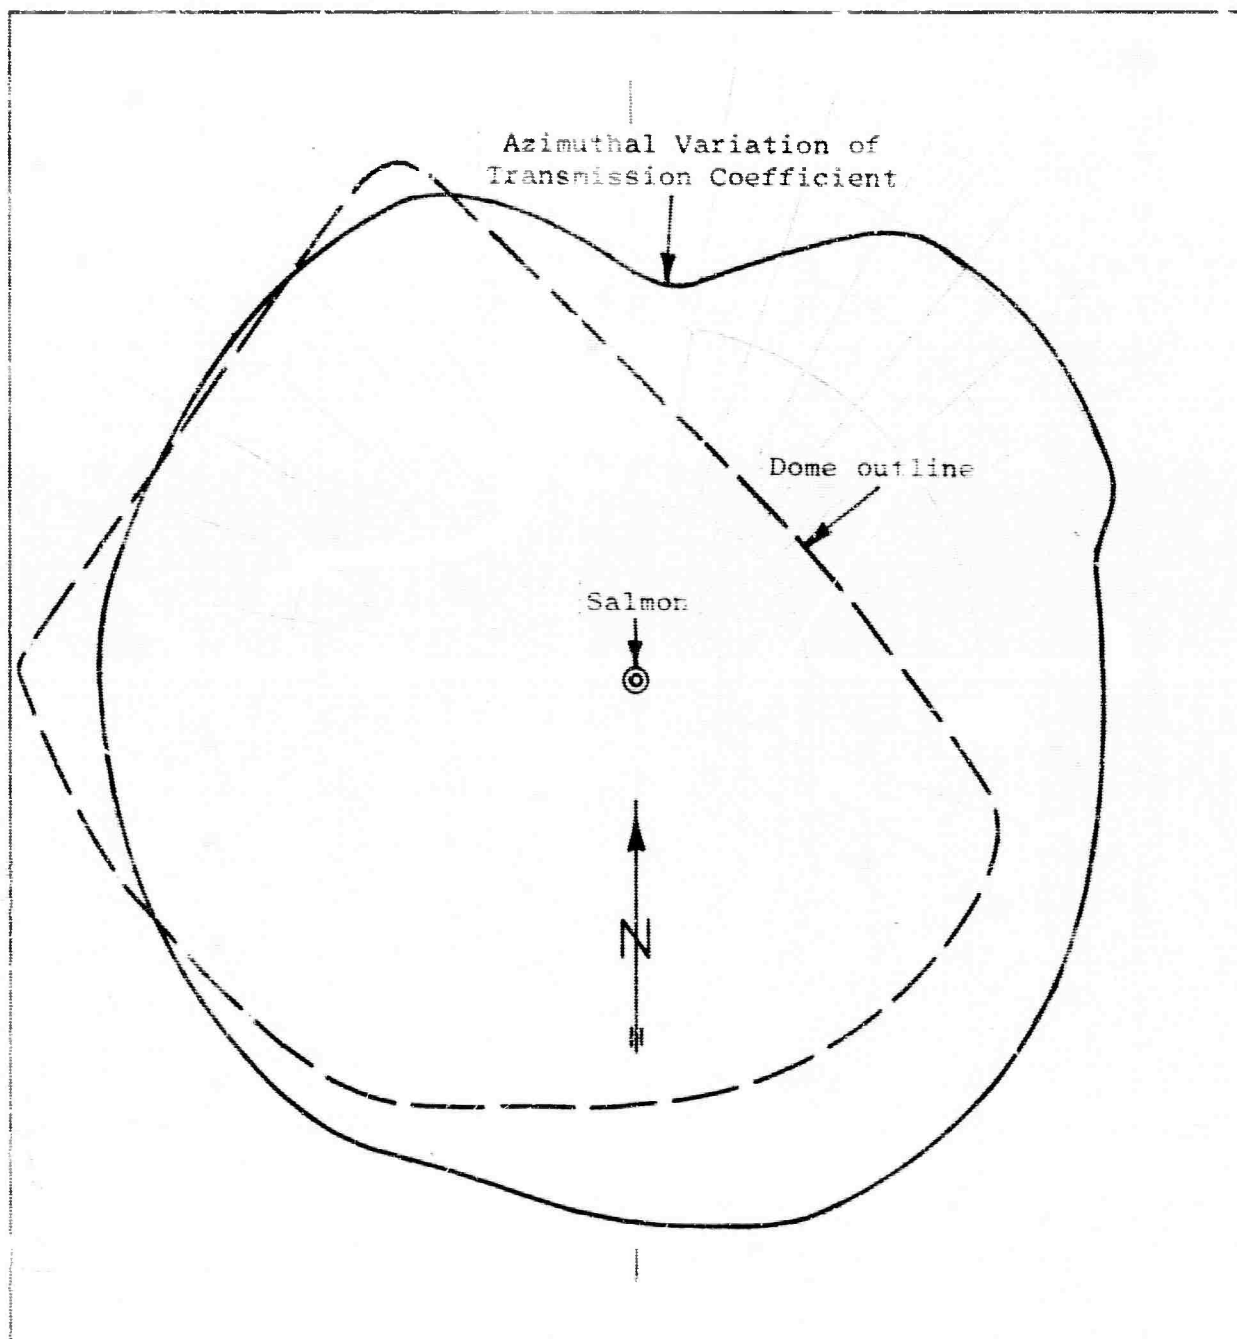 Azimuthal Variation of
Transmission Coefficient
Dome outline
Salmon
N